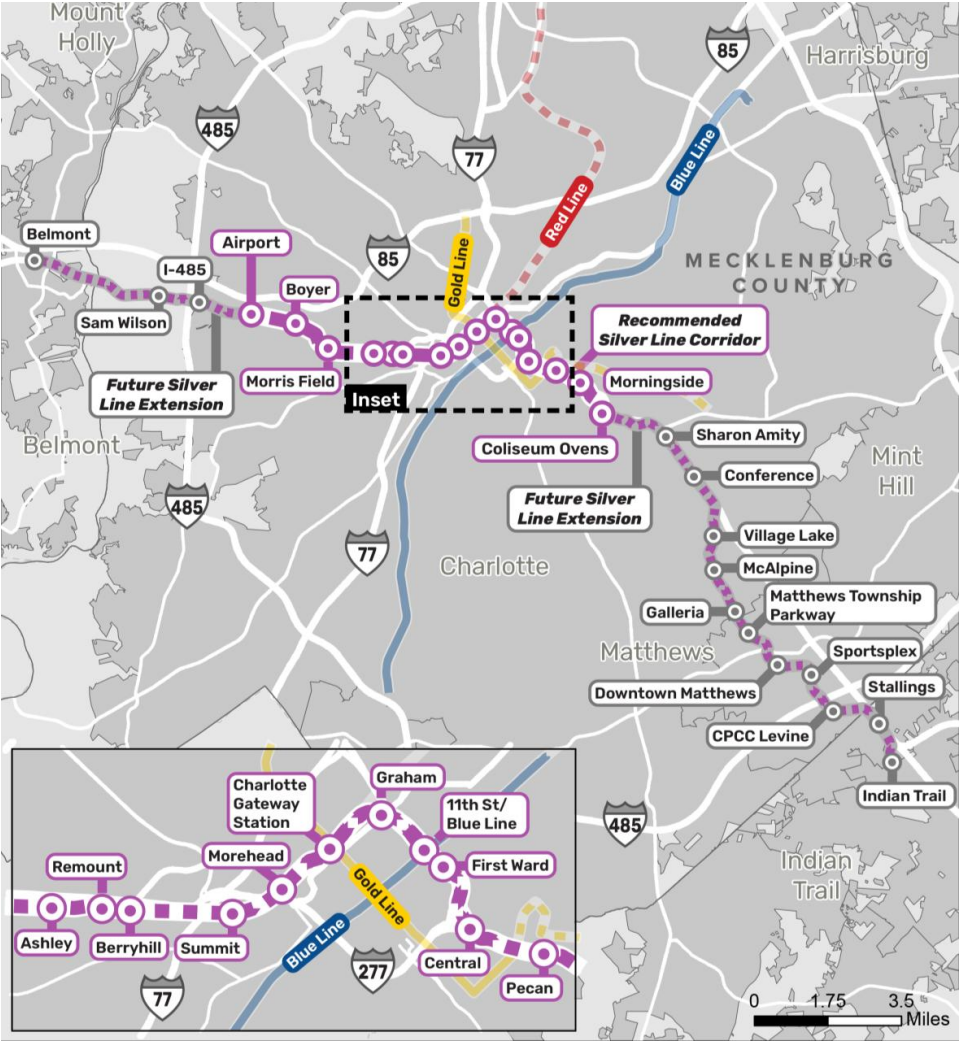 Mount
Holly
85
Harrisburg
485
77
Blue Line
Red Line
Belmont
Airport
I-485
85
Gold Line
MECKLENBURG
COUNTY
Boyer
Sam Wilson
Recommended
Silver Line Corridor
Future Silver
Line Extension
Morris Field
Inset
Morningside
Belmont
Coliseum Ovens
Sharon Amity
Mint
Hill
Conference
485
Future Silver
Line Extension
77
Village Lake
Charlotte
McAlpine
Galleria
Matthews Township
Parkway
Matthews
Sportsplex
Downtown Matthews
Stallings
CPCC Levine
Indian Trail
485
Indian
Trail
Charlotte
Gateway
Station
Graham
11th St/
Blue Line
Morehead
First Ward
Remount
Gold Line
Ashley
Berryhill
Summit
Blue Line
Central
277
Pecan
77
0 1.75 3.5
Miles